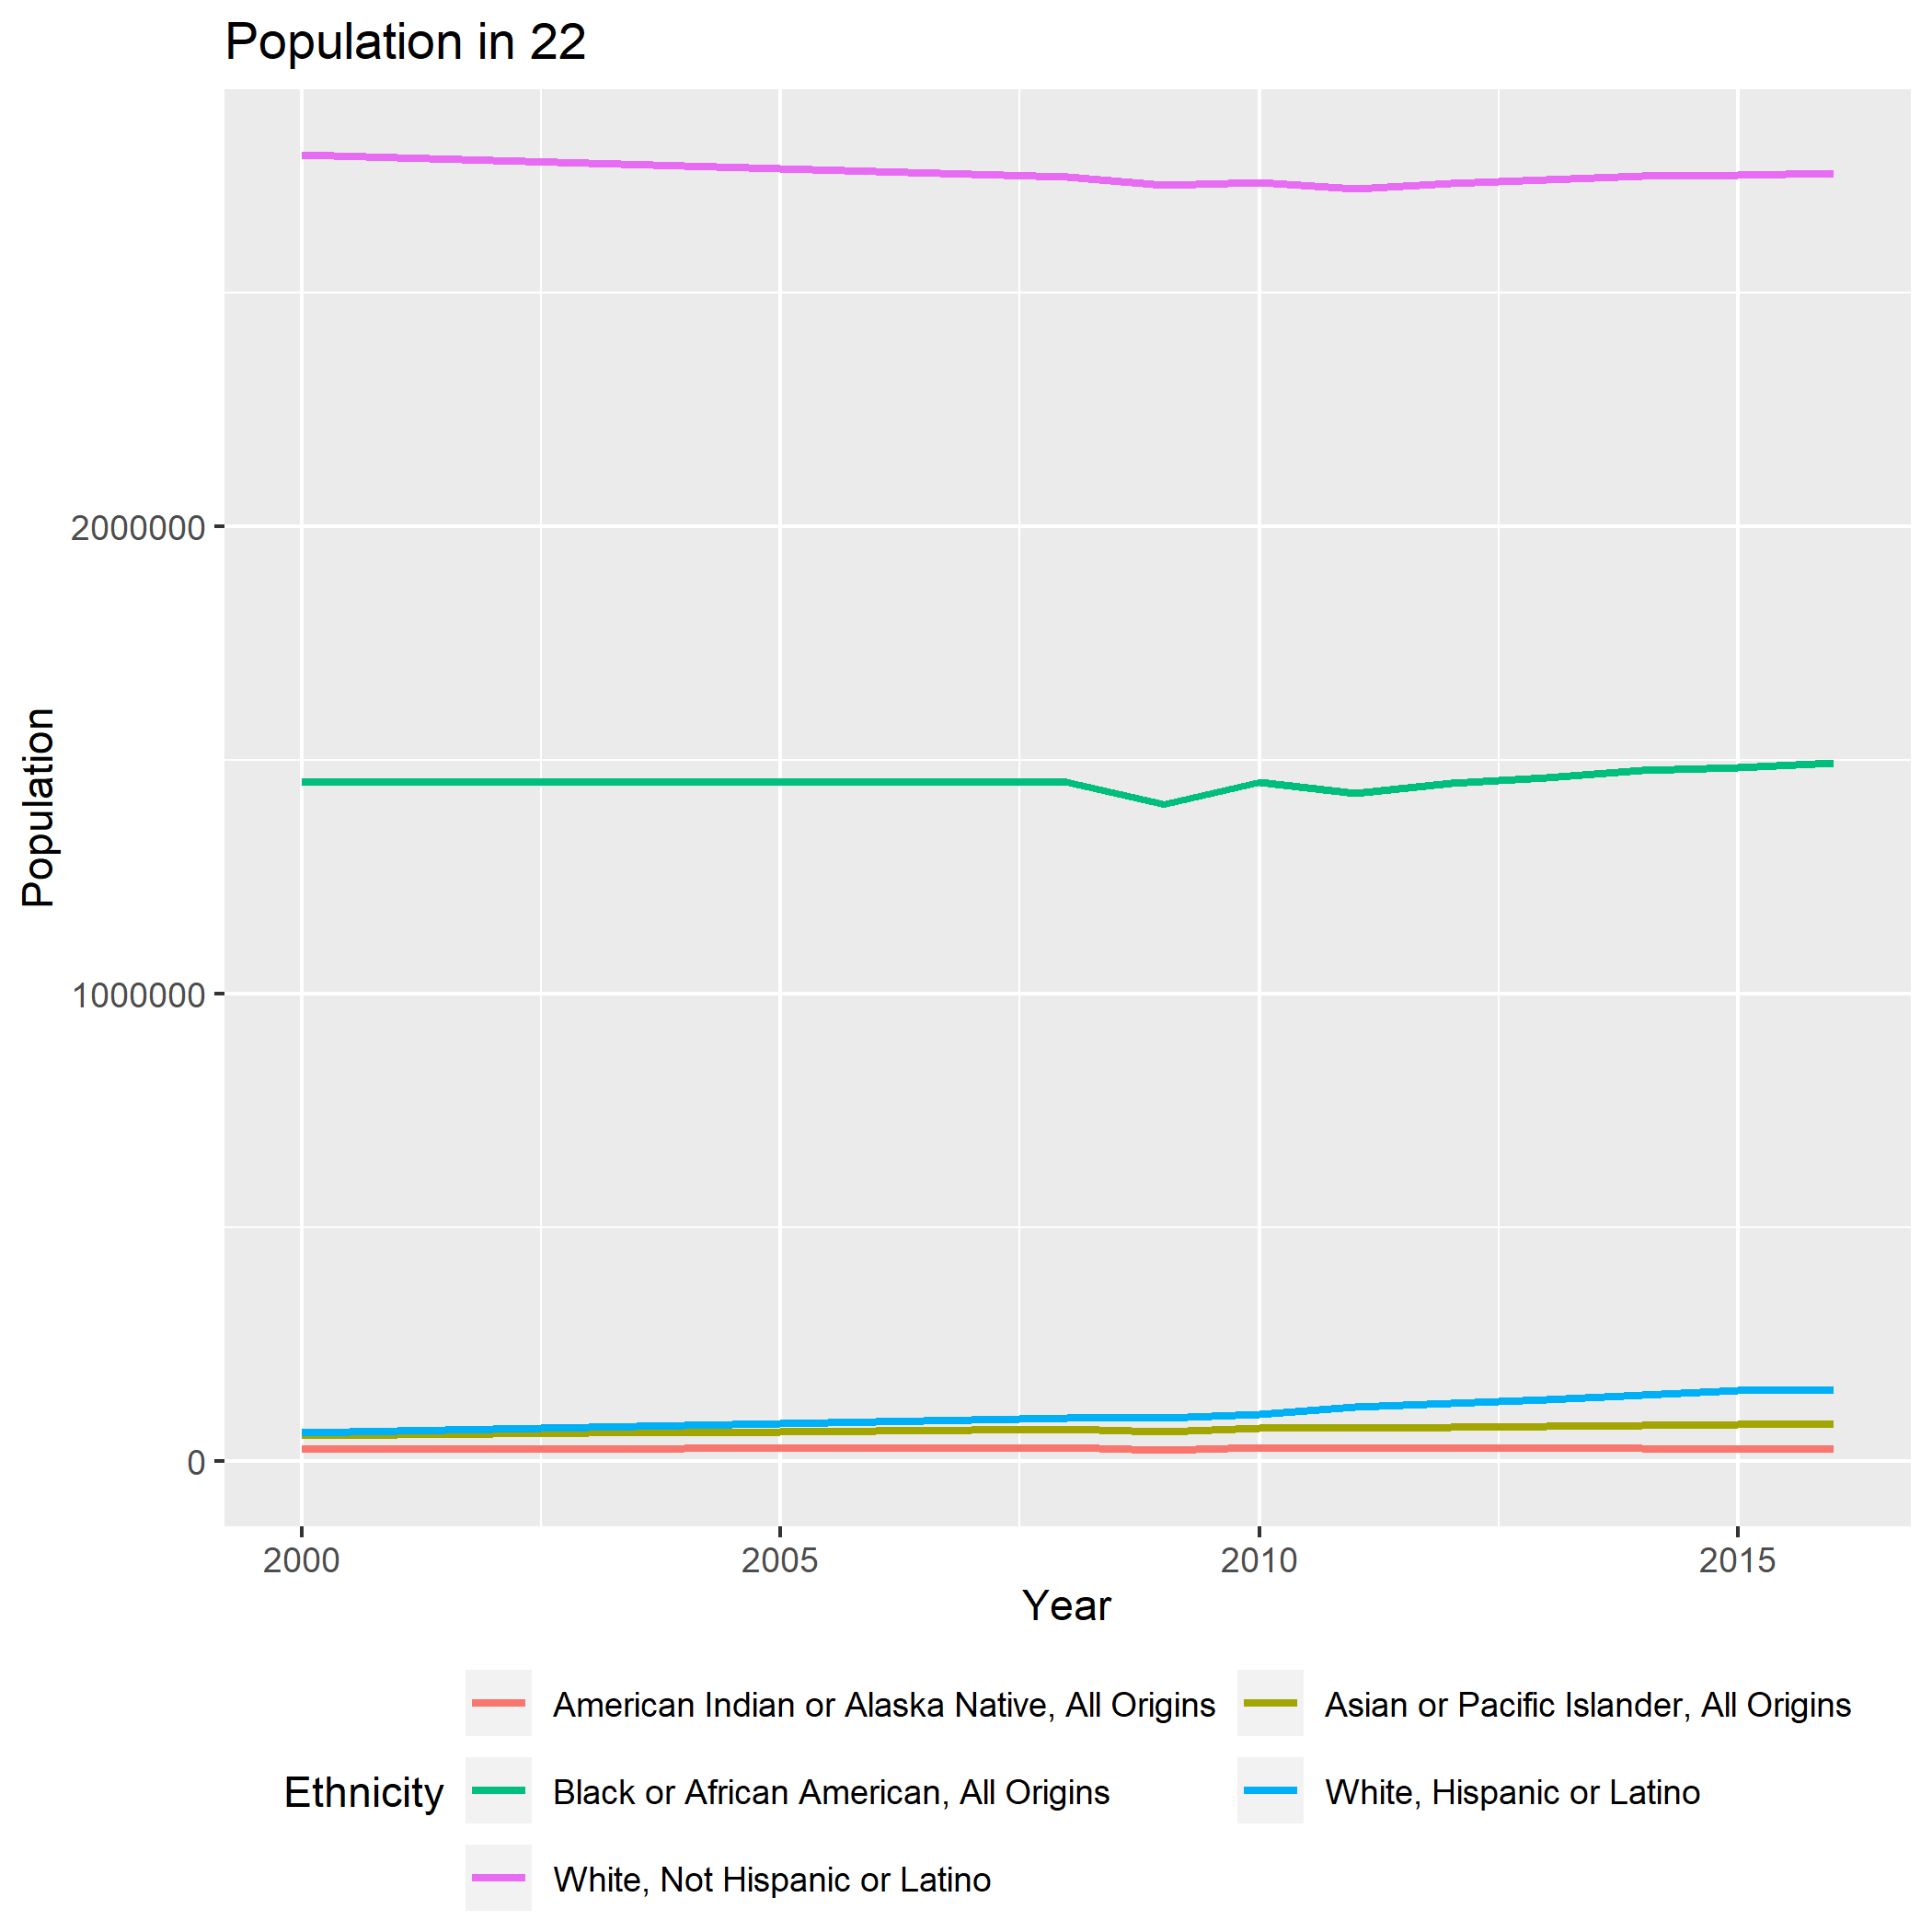 Population in 22
Population
2000000
1000000
0
2000 2005 2010 2015
Year
Ethnicity
American Indian or Alaska Native, All Origins
Asian or Pacific Islander, All Origins
Black or African American, All Origins
White, Hispanic or Latino
White, Not Hispanic or Latino